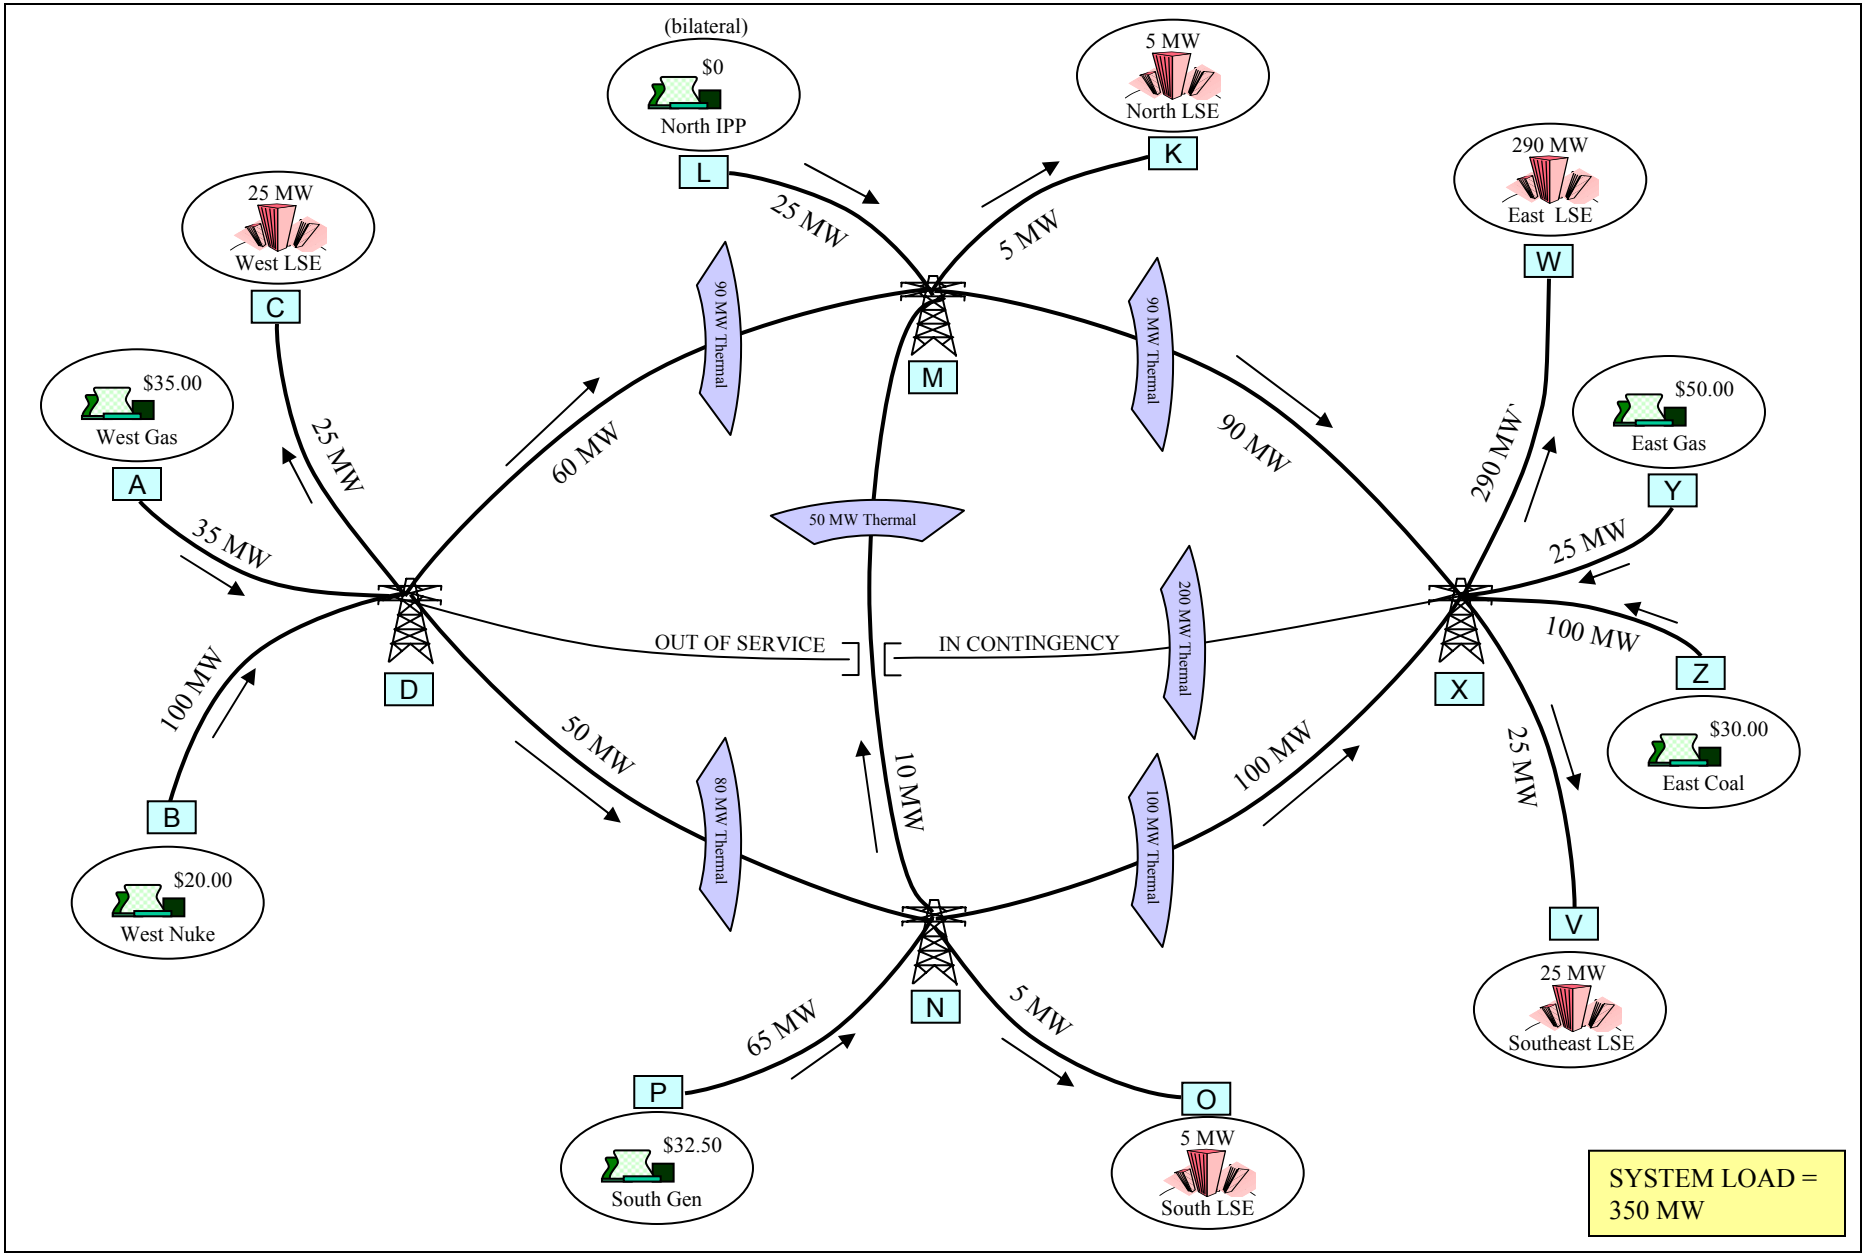 (bilateral)
$0
North IPP
L
25 MW
5 MW
North LSE
K
5 MW
290 MW
East LSE
W
290 MW`
25 MW
West LSE
C
25 MW
$35.00
West Gas
A
35 MW
90 MW Thermal
60 MW
M
90 MW Thermal
90 MW
$50.00
East Gas
Y
25 MW
50 MW Thermal
OUT OF SERVICE
IN CONTINGENCY
200 MW Thermal
100 MW
Z
$30.00
East Coal
D
X
100 MW
B
$20.00
West Nuke
50 MW
80 MW Thermal
10 MW
100 MW Thermal
100 MW
25 MW
V
25 MW
Southeast LSE
N
65 MW
P
$32.50
South Gen
5 MW
O
5 MW
South LSE
SYSTEM LOAD =
350 MW